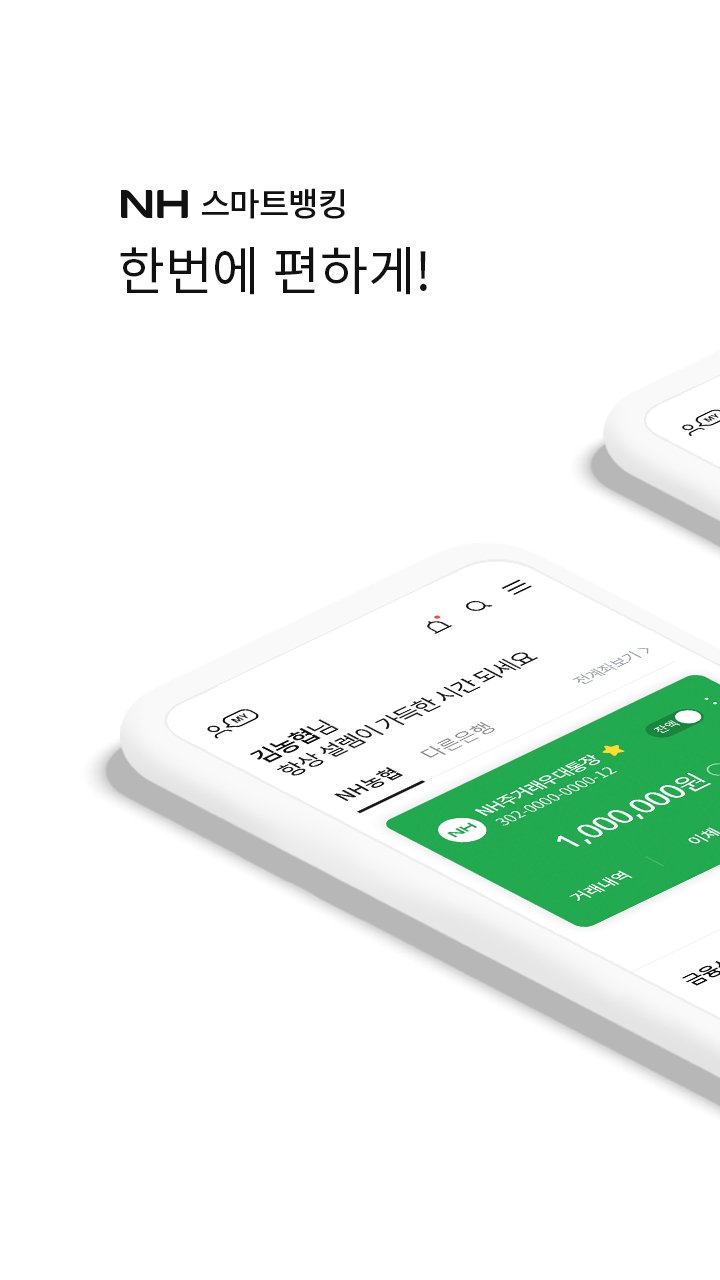 NH 스마트뱅킹
한번에 편하게!
MY
MY
김농협님
항상 설렘이 가득한 시간 되세요
전계좌보기 >
NH농협 다른은행
NH NH주거래우대통장
302-0000-0000-12
잔액
1,000,000원
거래내역 이체
금융